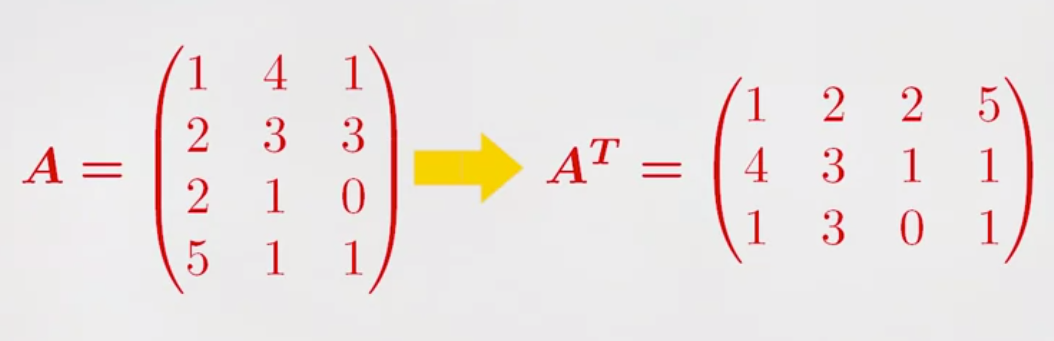 A = (1 4 1
2 3 3
2 1 0
5 1 1)
A^T = (1 2 2 5
4 3 1 1
1 3 0 1)